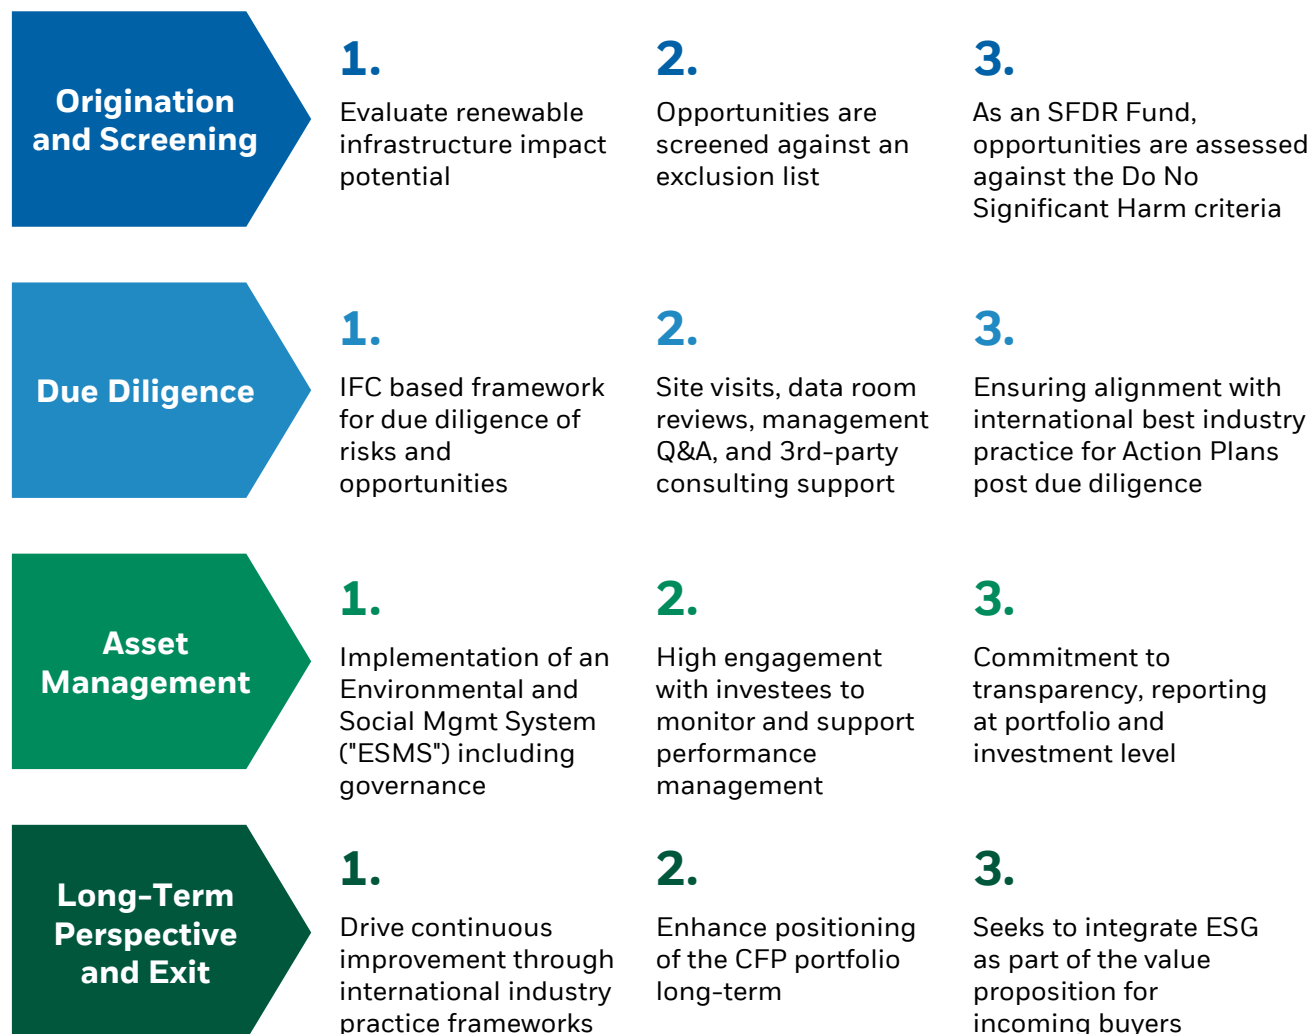 Origination
and Screening
1.
Evaluate renewable
infrastructure impact
potential
2.
Opportunities are
screened against an
exclusion list
3.
As an SFDR Fund,
opportunities are assessed
against the Do No
Significant Harm criteria
Due Diligence
1.
IFC based framework
for due diligence of
risks and
opportunities
2.
Site visits, data room
reviews, management
Q&A, and 3rd-party
consulting support
3.
Ensuring alignment with
international best industry
practice for Action Plans
post due diligence
Asset
Management
1.
Implementation of an
Environmental and
Social Mgmt System
("ESMS") including
governance
2.
High engagement
with investees to
monitor and support
performance
management
3.
Commitment to
transparency, reporting
at portfolio and
investment level
Long-Term
Perspective
and Exit
1.
Drive continuous
improvement through
international industry
practice frameworks
2.
Enhance positioning
of the CFP portfolio
long-term
3.
Seeks to integrate ESG
as part of the value
proposition for
incoming buyers